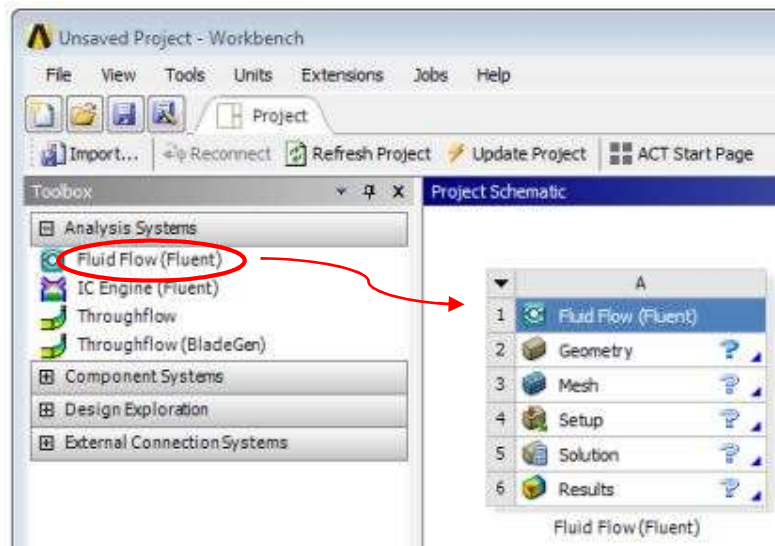 Unsaved Project - Workbench
File View Tools Units Extensions Jobs Help
Project
Import... Reconnect Refresh Project Update Project ACT Start Page
Toolbox
Project Schematic
Analysis Systems
Fluid Flow (Fluent)
IC Engine (Fluent)
Throughflow
Throughflow (BladeGen)
Component Systems
Design Exploration
External Connection Systems
A
1 Fluid Flow (Fluent)
2 Geometry ?
3 Mesh ?
4 Setup ?
5 Solution ?
6 Results ?
Fluid Flow (Fluent)